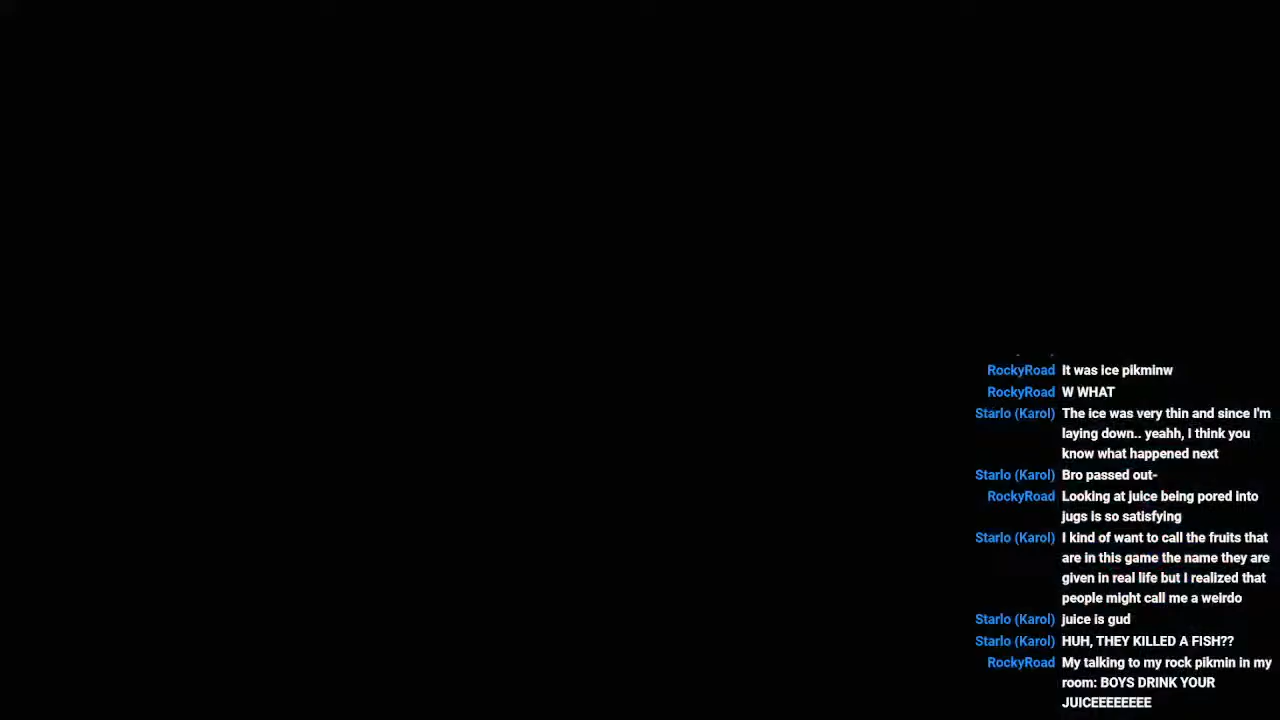 RockyRoad It was ice pikminw
RockyRoad W WHAT
Starlo (Karol) The ice was very thin and since I'm
laying down.. yeahh, I think you
know what happened next
Starlo (Karol) Bro passed out-
RockyRoad Looking at juice being pored into
jugs is so satisfying
Starlo (Karol) I kind of want to call the fruits that
are in this game the name they are
given in real life but I realized that
people might call me a weirdo
Starlo (Karol) juice is gud
Starlo (Karol) HUH, THEY KILLED A FISH??
RockyRoad My talking to my rock pikmin in my
room: BOYS DRINK YOUR
JUICEEEEEEEE